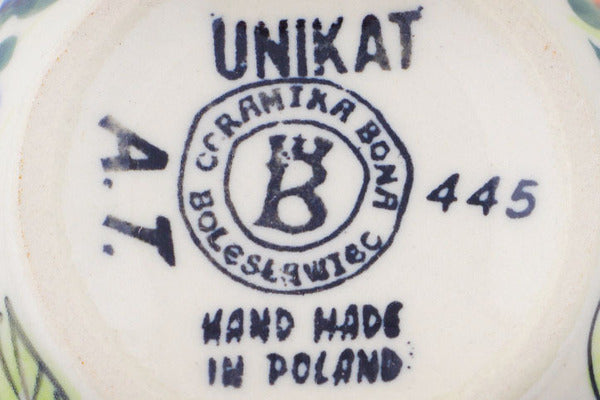 UNIKAT
CERAMIKA BONA
BOLESŁAWIEC
B
A.T.
445
HAND MADE
IN POLAND